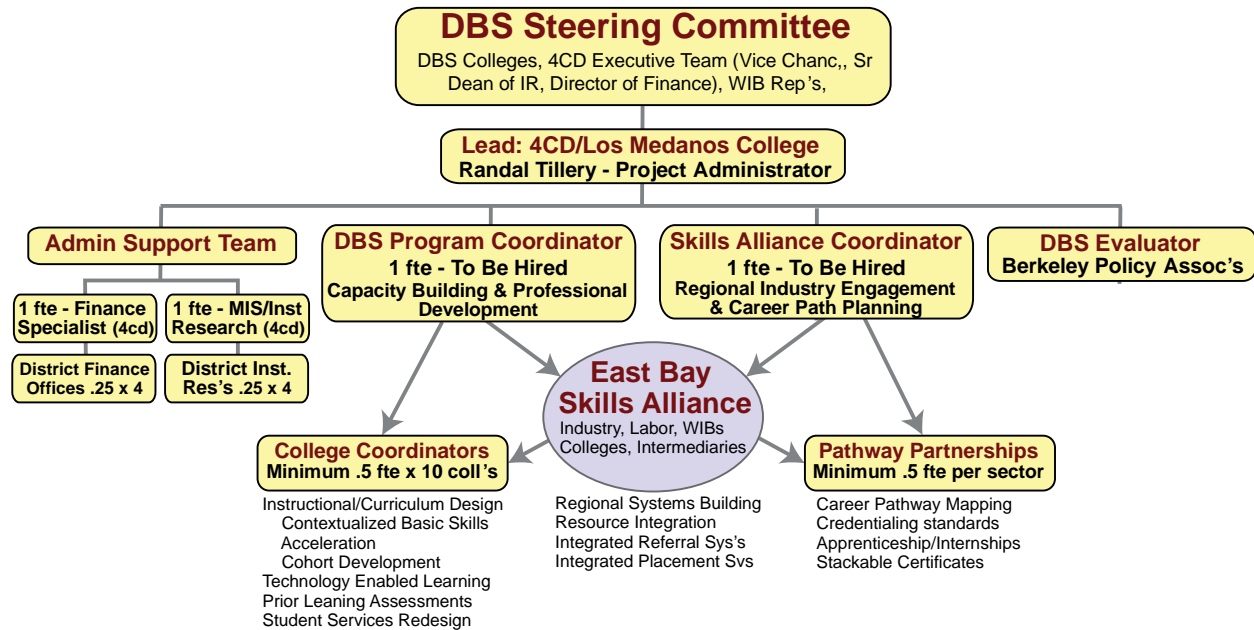 DBS Steering Committee
DBS Colleges, 4CD Executive Team (Vice Chanc,, Sr
Dean of IR, Director of Finance), WIB Rep's,
Lead: 4CD/Los Medanos College
Randal Tillery - Project Administrator
Admin Support Team
1 fte - Finance
Specialist (4cd)
1 fte - MIS/Inst
Research (4cd)
District Finance
Offices .25 x 4
District Inst.
Res's .25 x 4
DBS Program Coordinator
1 fte - To Be Hired
Capacity Building & Professional
Development
Skills Alliance Coordinator
1 fte - To Be Hired
Regional Industry Engagement
& Career Path Planning
DBS Evaluator
Berkeley Policy Assoc's
East Bay
Skills Alliance
Industry, Labor, WIBs
Colleges, Intermediaries
College Coordinators
Minimum .5 fte x 10 coll's
Instructional/Curriculum Design
Contextualized Basic Skills
Acceleration
Cohort Development
Technology Enabled Learning
Prior Leaning Assessments
Student Services Redesign
Regional Systems Building
Resource Integration
Integrated Referral Sys's
Integrated Placement Svs
Pathway Partnerships
Minimum .5 fte per sector
Career Pathway Mapping
Credentialing standards
Apprenticeship/Internships
Stackable Certificates